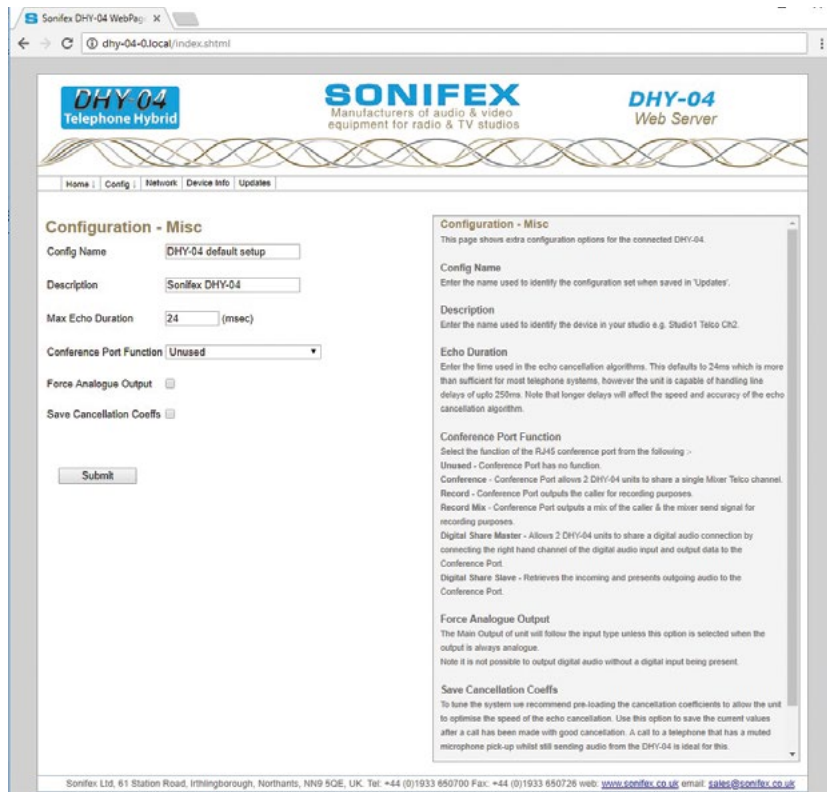 Sonifex DHY-04 WebPag
dhy-04-0.local/index.shtml
DHY-04
Telephone Hybrid
SONIFEX
Manufacturers of audio & video
equipment for radio & TV studios
DHY-04
Web Server
Home | Config | Network Device Info Updates
Configuration - Misc
Config Name DHY-04 default setup
Description Sonifex DHY-04
Max Echo Duration 24 (msec)
Conference Port Function Unused
Force Analogue Output
Save Cancellation Coeffs
Submit
Configuration - Misc
This page shows extra configuration options for the connected DHY-04.
Config Name
Enter the name used to identify the configuration set when saved in 'Updates'.
Description
Enter the name used to identify the device in your studio e.g. Studio1 Telco Ch2.
Echo Duration
Enter the time used in the echo cancellation algorithms. This defaults to 24ms which is more
than sufficient for most telephone systems, however the unit is capable of handling line
delays of upto 250ms. Note that longer delays will affect the speed and accuracy of the echo
cancellation algorithm.
Conference Port Function
Select the function of the RJ45 conference port from the following :-
Unused - Conference Port has no function.
Conference - Conference Port allows 2 DHY-04 units to share a single Mixer Telco channel.
Record - Conference Port outputs the caller for recording purposes.
Record Mix - Conference Port outputs a mix of the caller & the mixer send signal for
recording purposes.
Digital Share Master - Allows 2 DHY-04 units to share a digital audio connection by
connecting the right hand channel of the digital audio input and output data to the
Conference Port.
Digital Share Slave - Retrieves the incoming and presents outgoing audio to the
Conference Port.
Force Analogue Output
The Main Output of unit will follow the input type unless this option is selected when the
output is always analogue.
Note it is not possible to output digital audio without a digital input being present.
Save Cancellation Coeffs
To tune the system we recommend pre-loading the cancellation coefficients to allow the unit
to optimise the speed of the echo cancellation. Use this option to save the current values
after a call has been made with good cancellation. A call to a telephone that has a muted
microphone pick-up whilst still sending audio from the DHY-04 is ideal for this.
Sonifex Ltd, 61 Station Road, Irthlingborough, Northants, NN9 5QE, UK. Tel: +44 (0)1933 650700 Fax: +44 (0)1933 650726 web: www.sonifex.co.uk email: sales@sonifex.co.uk